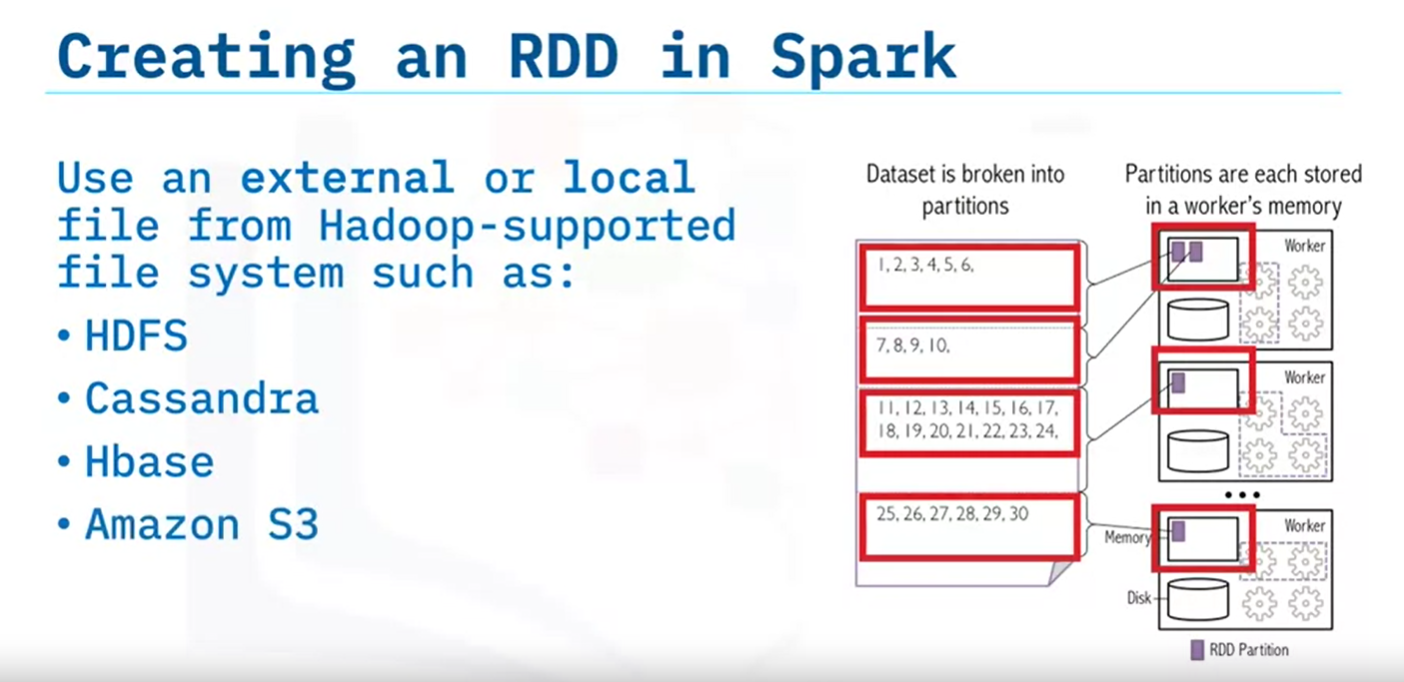 Creating an RDD in Spark
Use an external or local
file from Hadoop-supported
file system such as:
• HDFS
• Cassandra
• Hbase
• Amazon S3
Dataset is broken into
partitions
1, 2, 3, 4, 5, 6,
7, 8, 9, 10,
11, 12, 13, 14, 15, 16, 17,
18, 19, 20, 21, 22, 23, 24,
25, 26, 27, 28, 29, 30
Partitions are each stored
in a worker's memory
Worker
Worker
•••
Worker
Memory
Disk
RDD Partition